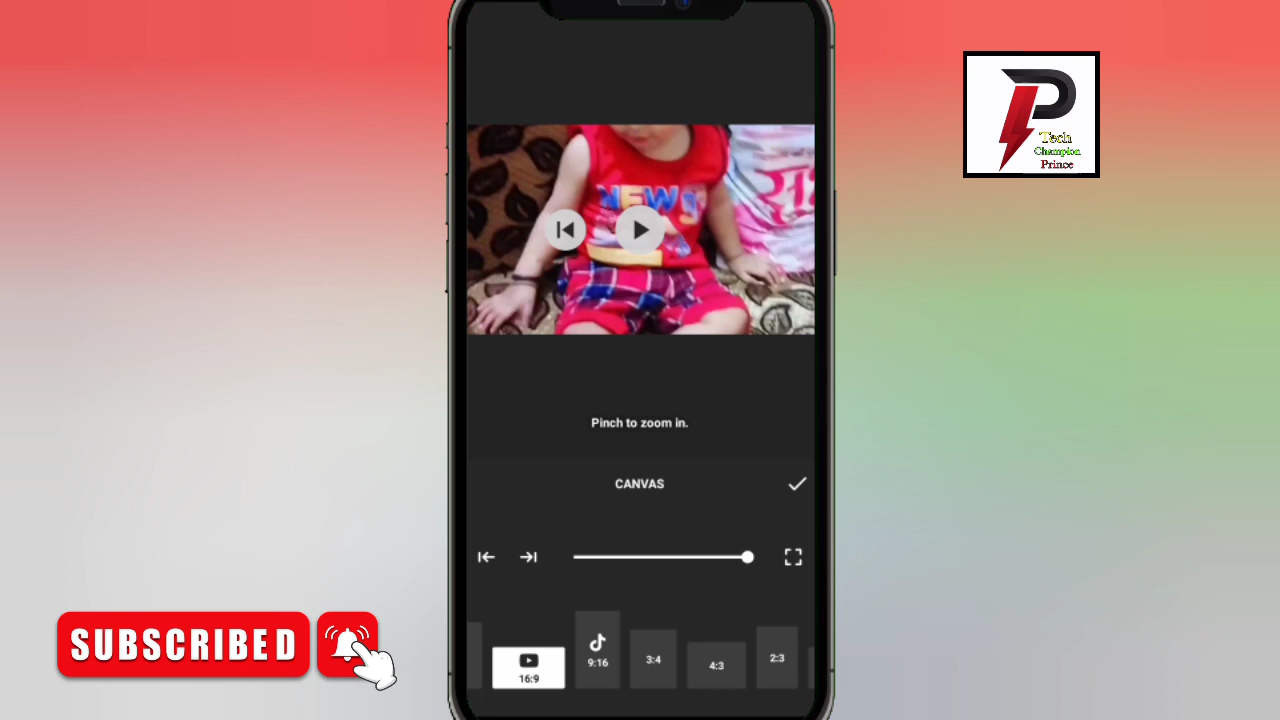 Tech
Champion
Prince
NEW
Pinch to zoom in.
CANVAS
16:9
9:16
3:4
4:3
2:3
SUBSCRIBED